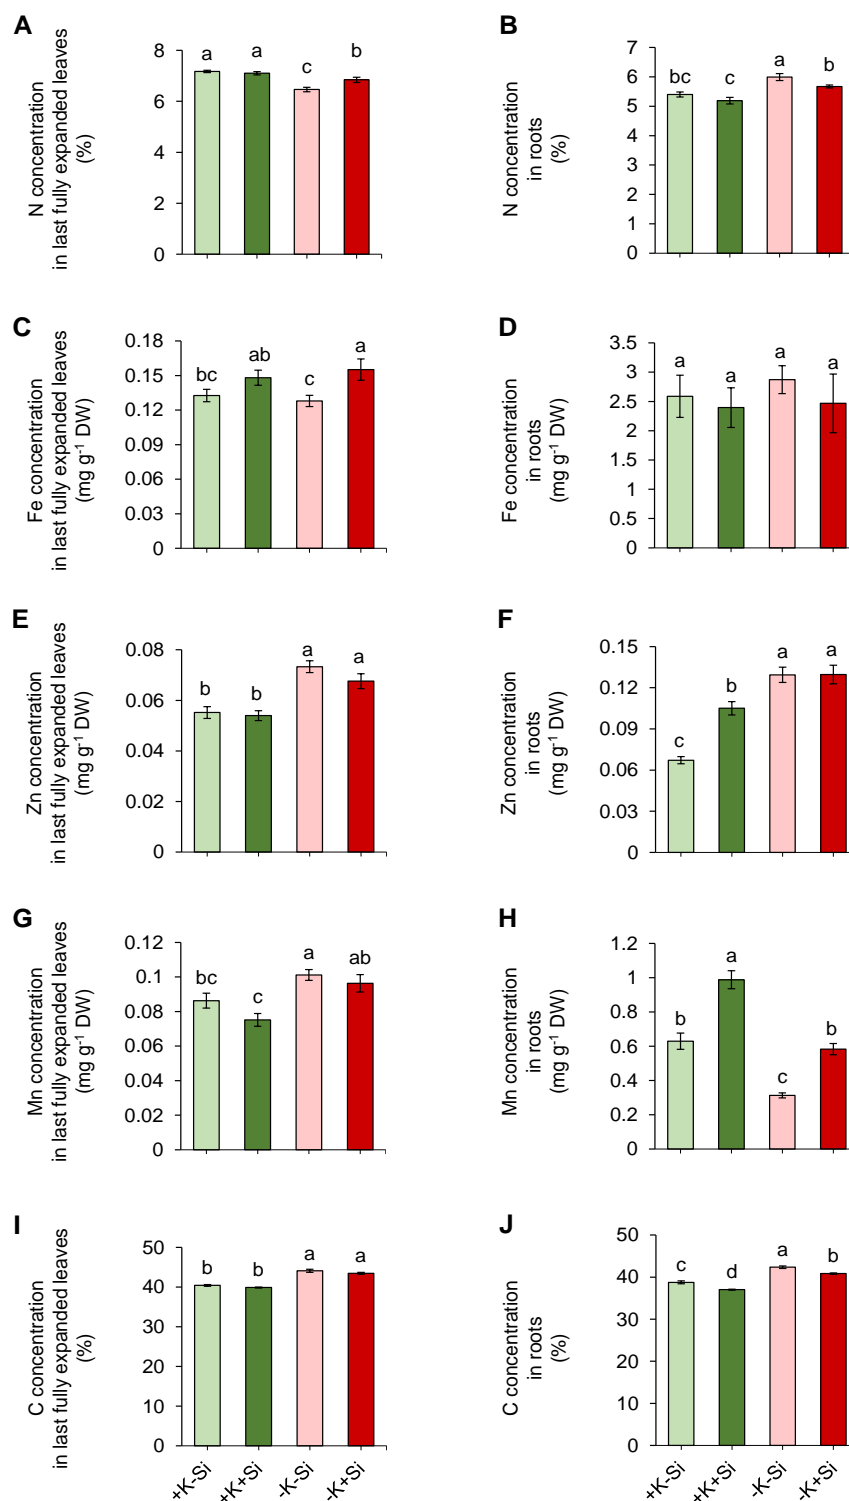 A
N concentration
in last fully expanded leaves
(%)
8
6
4
2
0
a
a
c
b
B
N concentration
in roots
(%)
7
6
5
4
3
2
1
0
bc
c
a
b
C
Fe concentration
in last fully expanded leaves
(mg g⁻¹ DW)
0.18
0.15
0.12
0.09
0.06
0.03
0
bc
ab
c
a
D
Fe concentration
in roots
(mg g⁻¹ DW)
3.5
3
2.5
2
1.5
1
0.5
0
a
a
a
a
E
Zn concentration
in last fully expanded leaves
(mg g⁻¹ DW)
0.08
0.06
0.04
0.02
0
b
b
a
a
F
Zn concentration
in roots
(mg g⁻¹ DW)
0.15
0.12
0.09
0.06
0.03
0
c
b
a
a
G
Mn concentration
in last fully expanded leaves
(mg g⁻¹ DW)
0.12
0.1
0.08
0.06
0.04
0.02
0
bc
c
a
ab
H
Mn concentration
in roots
(mg g⁻¹ DW)
1.2
1
0.8
0.6
0.4
0.2
0
b
a
c
b
I
C concentration
in last fully expanded leaves
(%)
50
40
30
20
10
0
b
b
a
a
+K-Si
+K+Si
-K-Si
-K+Si
J
C concentration
in roots
(%)
50
40
30
20
10
0
c
d
a
b
+K-Si
+K+Si
-K-Si
-K+Si